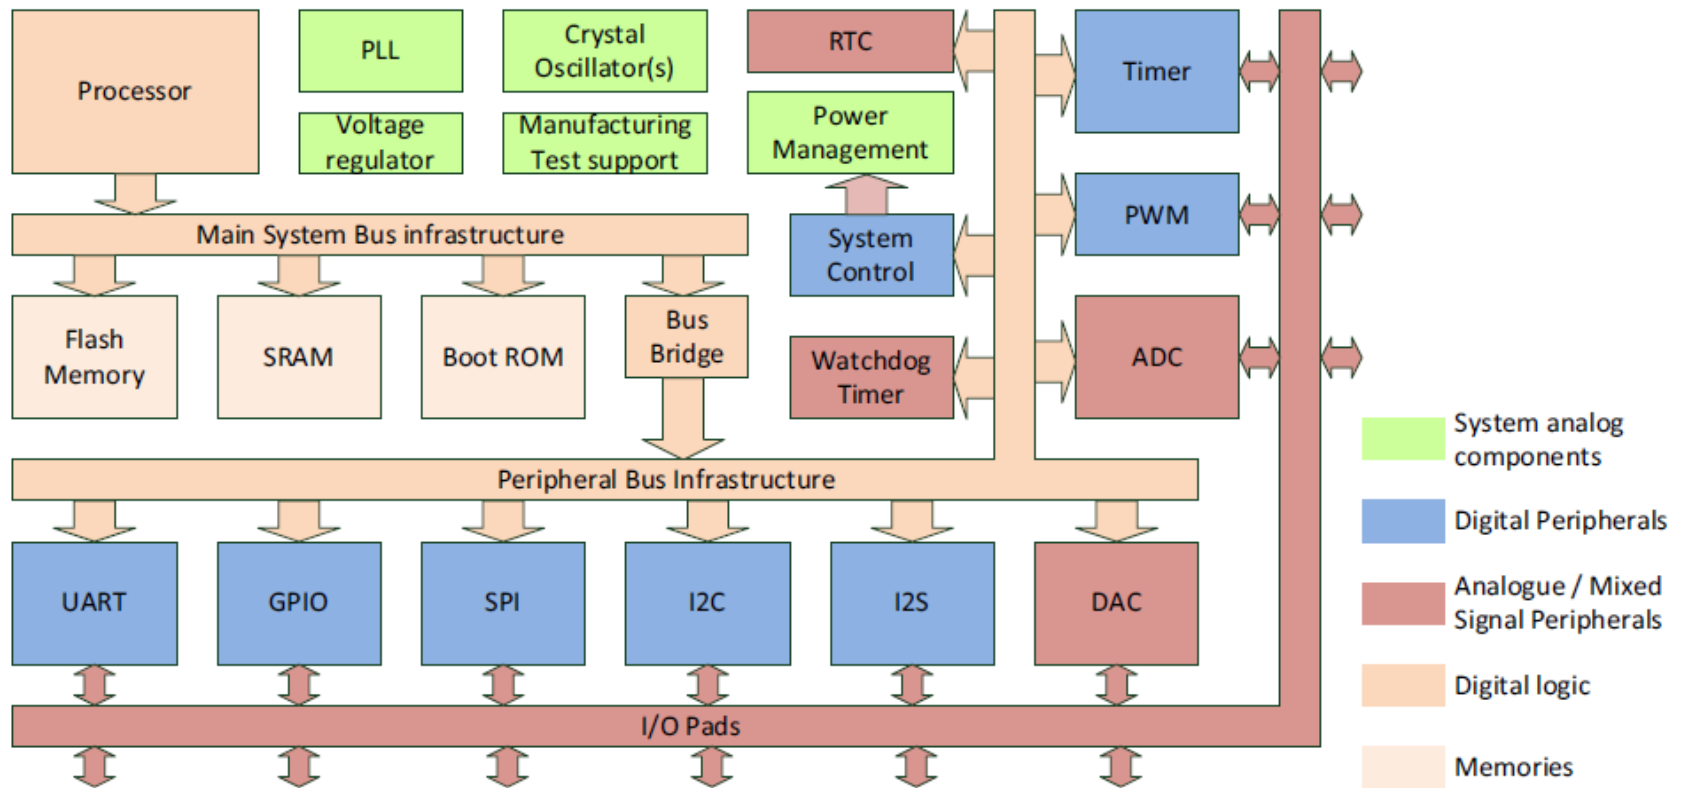 Processor
PLL
Crystal
Oscillator(s)
Voltage
regulator
Manufacturing
Test support
RTC
Power
Management
Timer
Main System Bus infrastructure
System
Control
PWM
Flash
Memory
SRAM
Boot ROM
Bus
Bridge
Watchdog
Timer
ADC
Peripheral Bus Infrastructure
UART
GPIO
SPI
I2C
I2S
DAC
I/O Pads
System analog
components
Digital Peripherals
Analogue / Mixed
Signal Peripherals
Digital logic
Memories